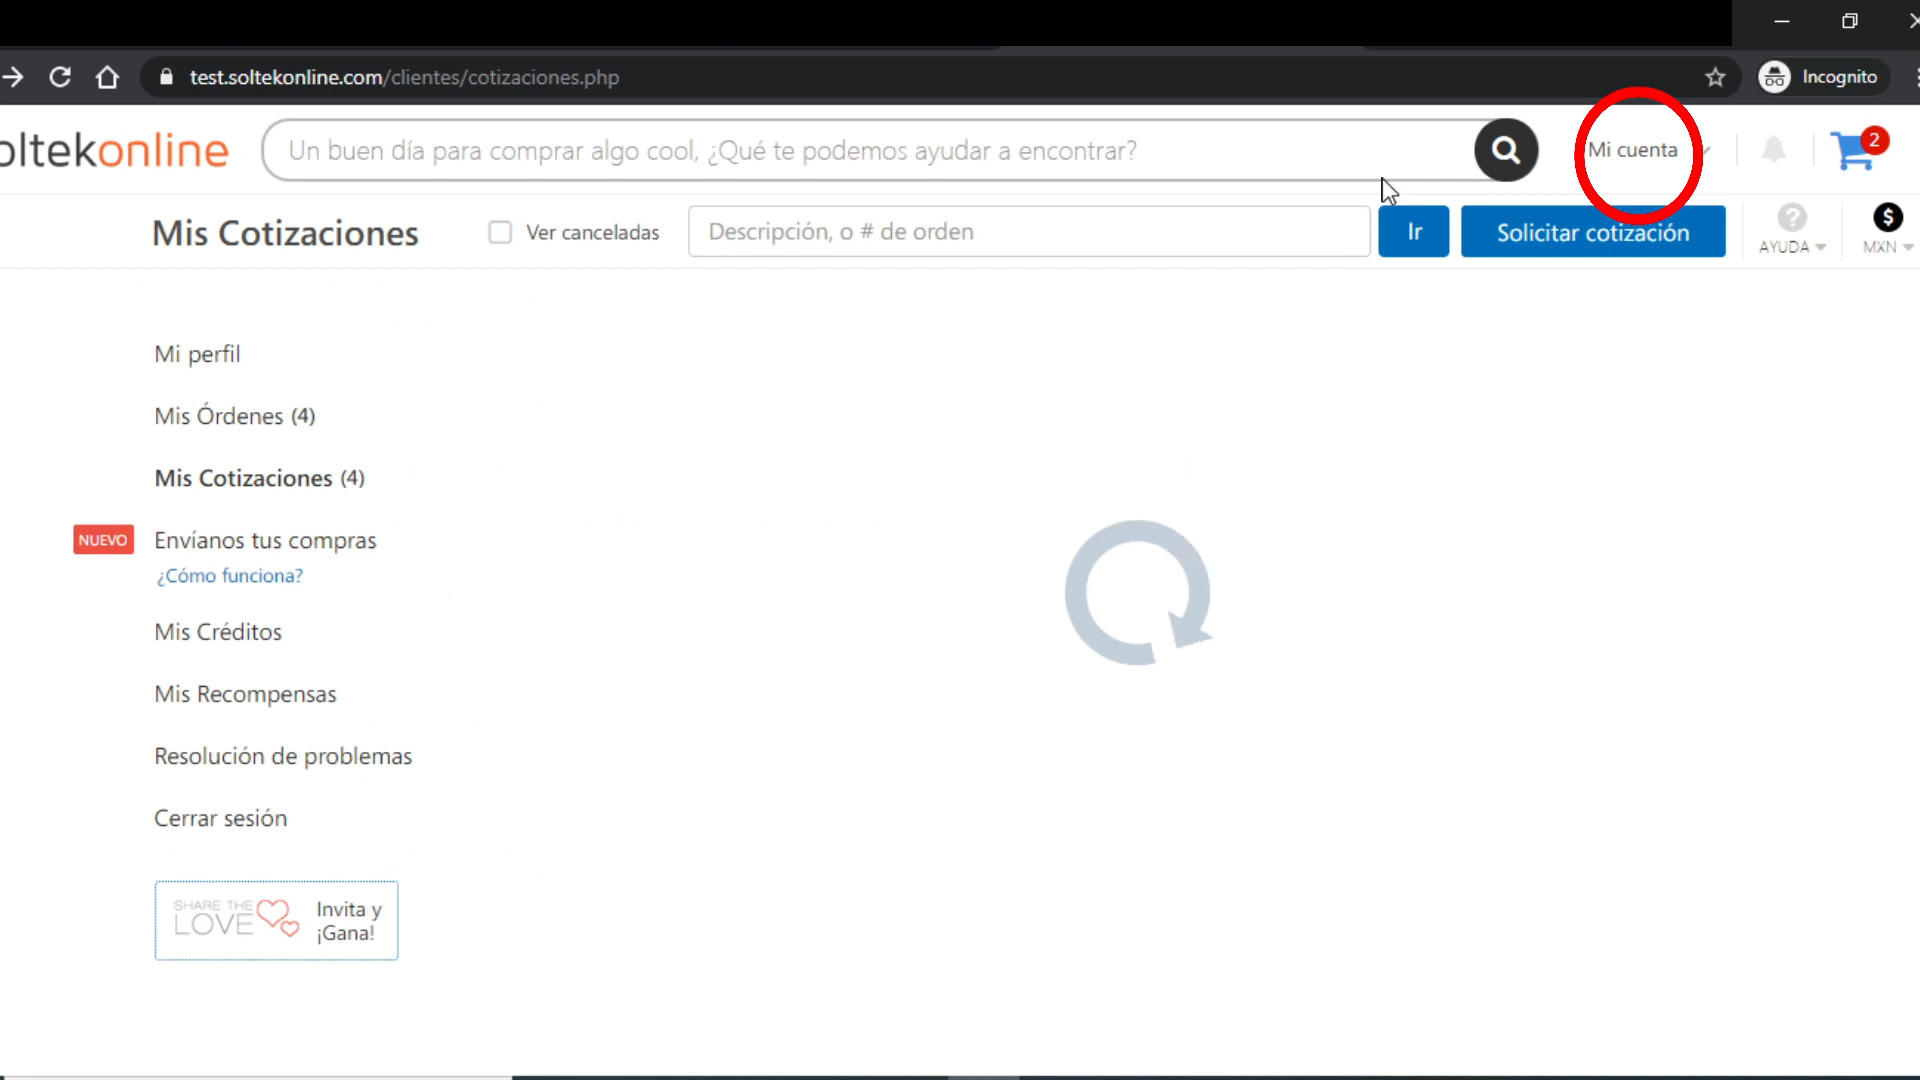 Incognito
test.soltekonline.com/clientes/cotizaciones.php
oltekonline
Un buen día para comprar algo cool, ¿Qué te podemos ayudar a encontrar?
Mi cuenta
2
Mis Cotizaciones
Ver canceladas
Descripción, o # de orden
Ir
Solicitar cotización
AYUDA
MXN
Mi perfil
Mis Órdenes (4)
Mis Cotizaciones (4)
NUEVO
Envíanos tus compras
¿Cómo funciona?
Mis Créditos
Mis Recompensas
Resolución de problemas
Cerrar sesión
SHARE THE
LOVE
Invita y
¡Gana!